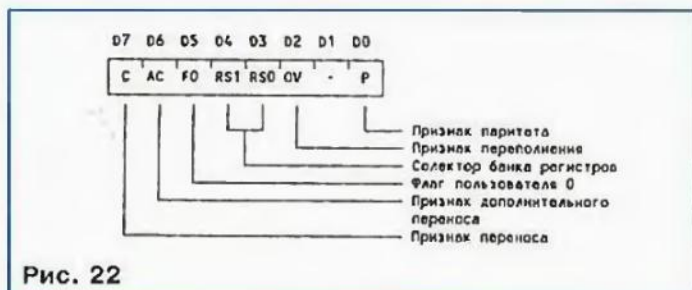 D7 D6 D5 D4 D3 D2 D1 D0
C AC F0 RS1 RS0 OV - P
Признак паритета
Признак переполнения
Селектор банка регистров
Флаг пользователя 0
Признак дополнительного
переноса
Признак переноса
Рис. 22